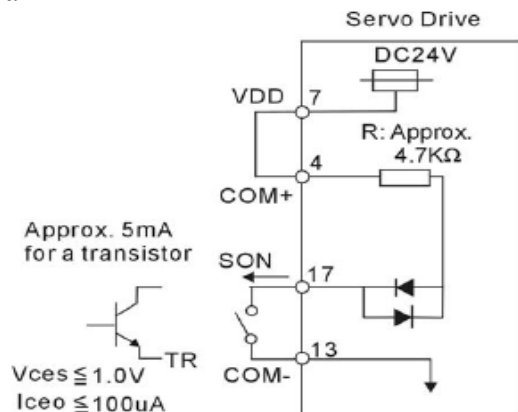 Servo Drive
DC24V
VDD
7
R: Approx.
4.7KΩ
4
COM+
Approx. 5mA
for a transistor
SON
17
TR
13
COM-
Vces ≦ 1.0V
Iceo ≦ 100uA